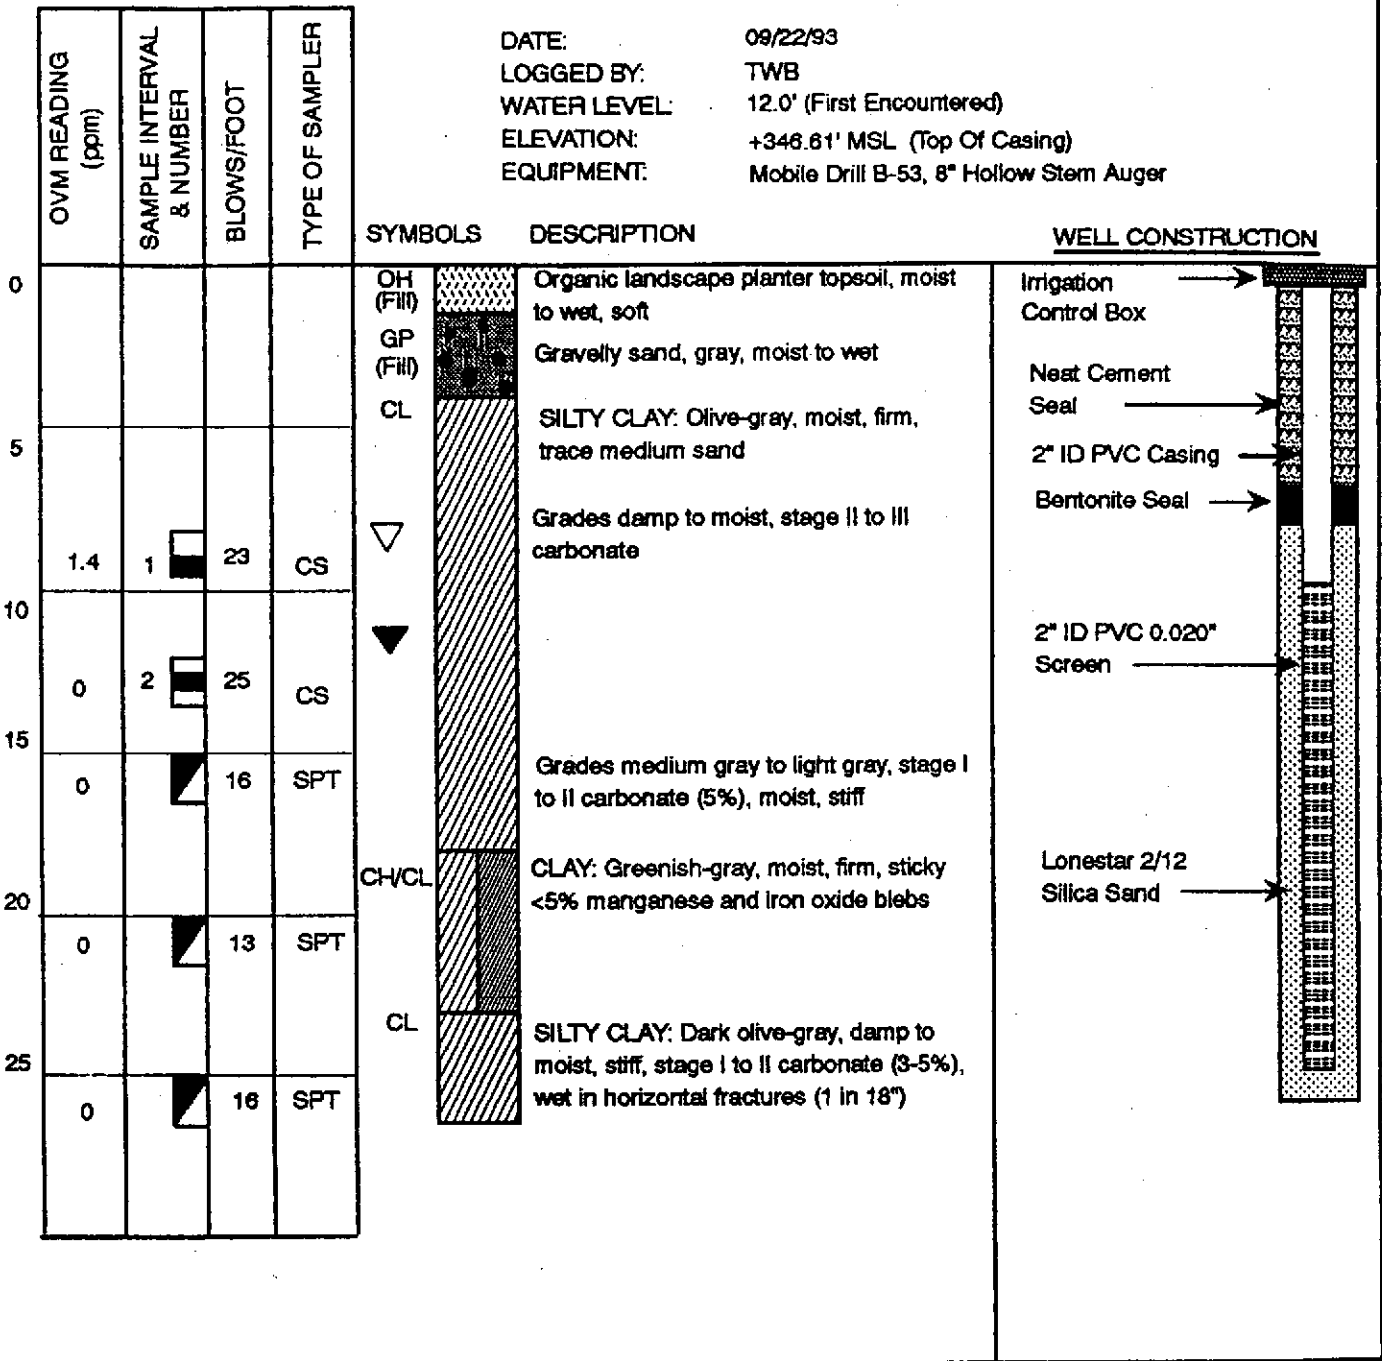 OVM READING
(ppm)
SAMPLE INTERVAL
& NUMBER
BLOWS/FOOT
TYPE OF SAMPLER
DATE: 09/22/93
LOGGED BY: TWB
WATER LEVEL: 12.0' (First Encountered)
ELEVATION: +346.61' MSL (Top Of Casing)
EQUIPMENT: Mobile Drill B-53, 8" Hollow Stem Auger
SYMBOLS DESCRIPTION WELL CONSTRUCTION
0
OH
(Fill)
Organic landscape planter topsoil, moist
to wet, soft
Irrigation
Control Box
GP
(Fill)
Gravelly sand, gray, moist to wet
Neat Cement
Seal
CL
SILTY CLAY: Olive-gray, moist, firm,
trace medium sand
5
2" ID PVC Casing
Bentonite Seal
Grades damp to moist, stage II to III
carbonate
1.4 1 23 CS
10
2" ID PVC 0.020"
Screen
0 2 25 CS
15
0 16 SPT
Grades medium gray to light gray, stage I
to II carbonate (5%), moist, stiff
CH/CL
CLAY: Greenish-gray, moist, firm, sticky
<5% manganese and iron oxide blebs
Lonestar 2/12
Silica Sand
20
0 13 SPT
CL
SILTY CLAY: Dark olive-gray, damp to
moist, stiff, stage I to II carbonate (3-5%),
wet in horizontal fractures (1 in 18")
25
0 16 SPT